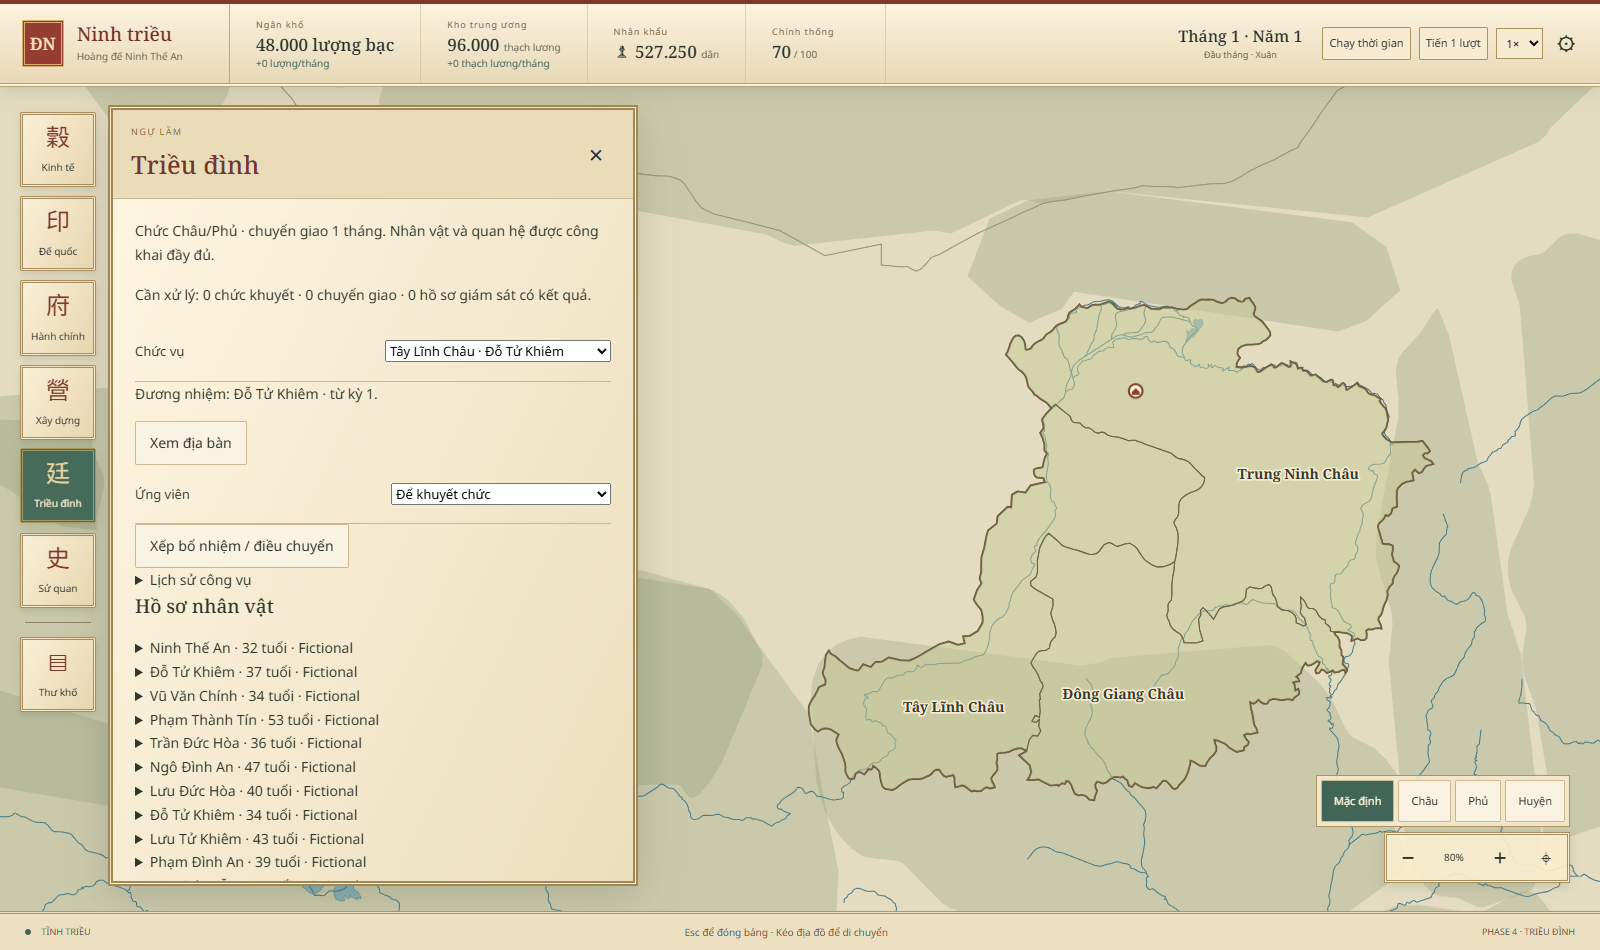 ĐN
Ninh triều
Hoàng đế Ninh Thế An
Ngân khố
48.000 lượng bạc
+0 lượng/tháng
Kho trung ương
96.000 thạch lương
+0 thạch lương/tháng
Nhân khẩu
527.250 dân
Chính thống
70 / 100
Tháng 1 · Năm 1
Đầu tháng · Xuân
Chạy thời gian
Tiến 1 lượt
1×
穀
Kinh tế
印
Đế quốc
府
Hành chính
營
Xây dựng
廷
Triều đình
史
Sử quan
Thư khố
NGỰ LÃM
Triều đình
×
Chức Châu/Phủ · chuyển giao 1 tháng. Nhân vật và quan hệ được công
khai đầy đủ.
Cần xử lý: 0 chức khuyết · 0 chuyển giao · 0 hồ sơ giám sát có kết quả.
Chức vụ
Tây Lĩnh Châu · Đỗ Tử Khiêm
Đương nhiệm: Đỗ Tử Khiêm · từ kỳ 1.
Xem địa bàn
Ứng viên
Để khuyết chức
Xếp bổ nhiệm / điều chuyển
Lịch sử công vụ
Hồ sơ nhân vật
Ninh Thế An · 32 tuổi · Fictional
Đỗ Tử Khiêm · 37 tuổi · Fictional
Vũ Văn Chính · 34 tuổi · Fictional
Phạm Thành Tín · 53 tuổi · Fictional
Trần Đức Hòa · 36 tuổi · Fictional
Ngô Đình An · 47 tuổi · Fictional
Lưu Đức Hòa · 40 tuổi · Fictional
Đỗ Tử Khiêm · 34 tuổi · Fictional
Lưu Tử Khiêm · 43 tuổi · Fictional
Phạm Đình An · 39 tuổi · Fictional
Trung Ninh Châu
Tây Lĩnh Châu
Đông Giang Châu
Mặc định
Châu
Phủ
Huyện
− 80% +
TĨNH TRIỀU
Esc để đóng bảng · Kéo địa đồ để di chuyển
PHASE 4 · TRIỀU ĐÌNH